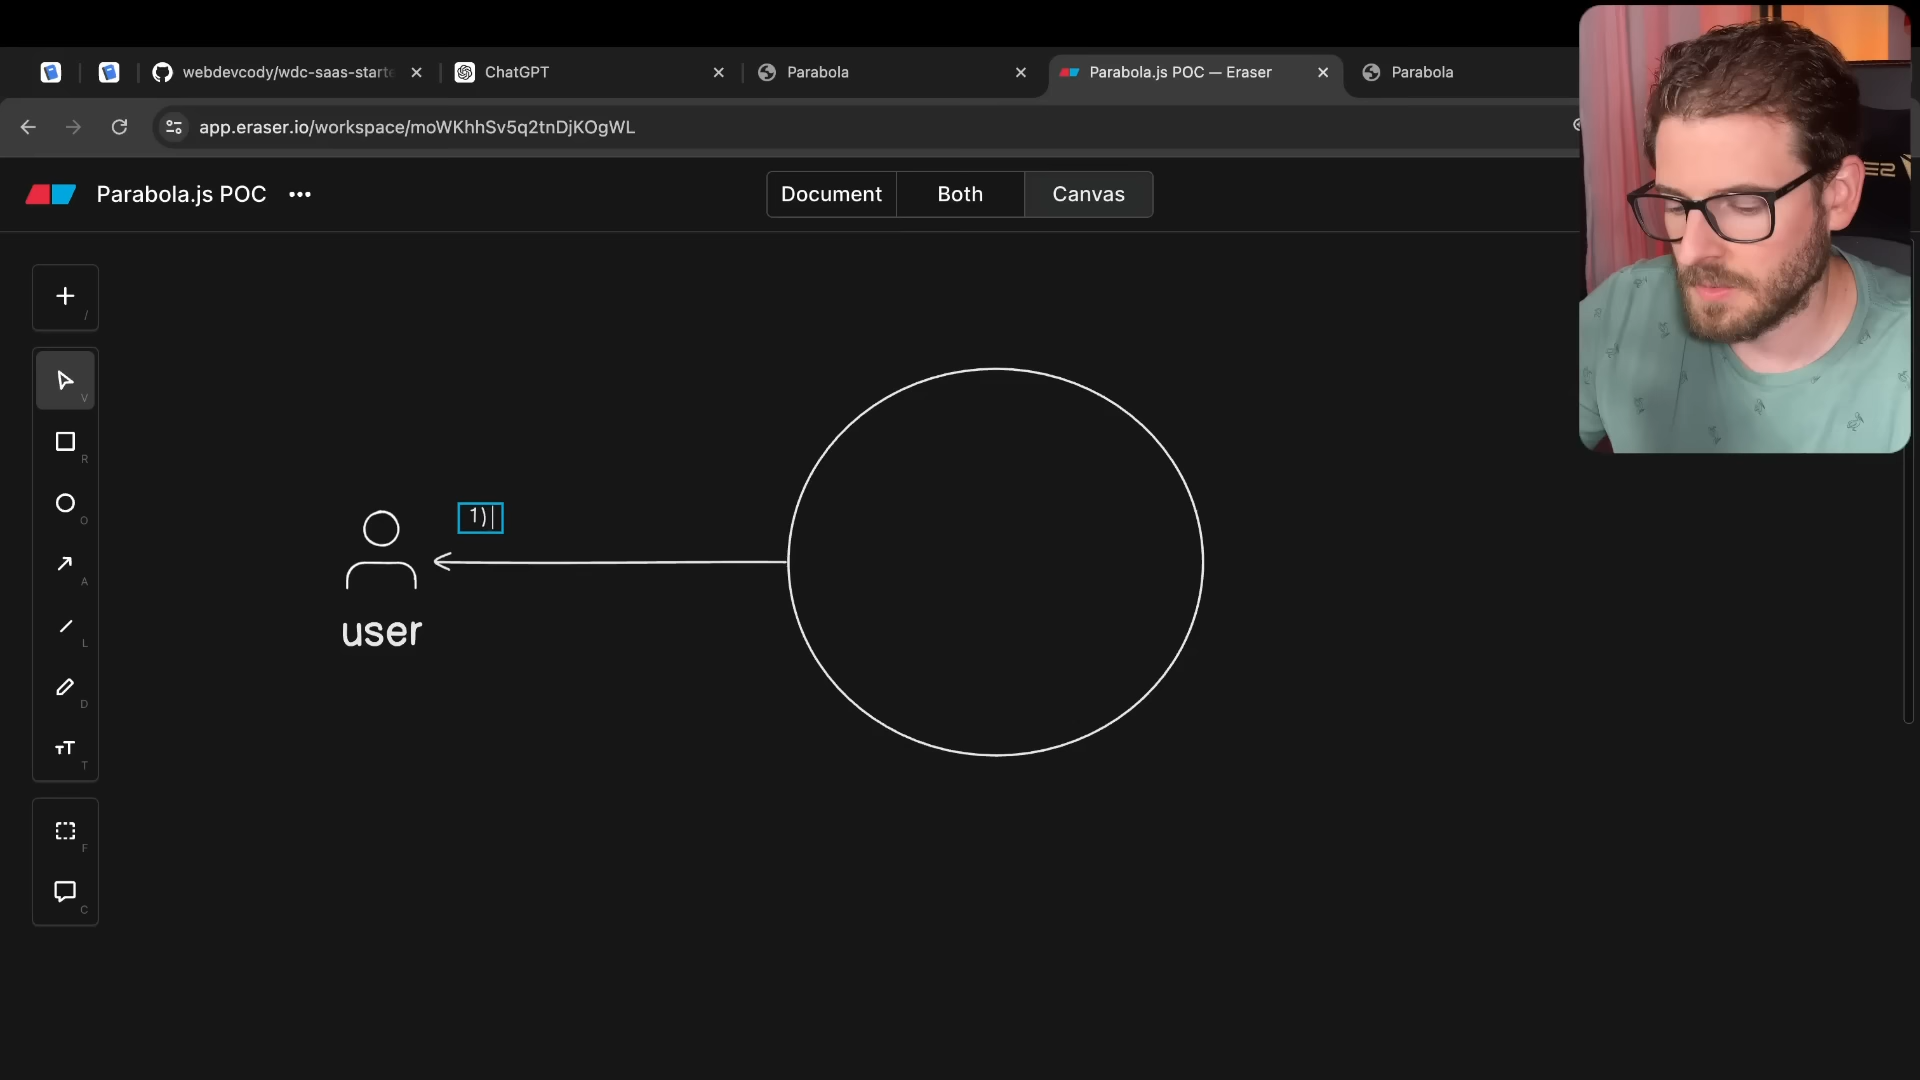 webdevcody/wdc-saas-starte
ChatGPT
Parabola
Parabola.js POC — Eraser
Parabola
app.eraser.io/workspace/moWKhhSv5q2tnDjKOgWL
Parabola.js POC
Document
Both
Canvas
/
V
R
O
A
L
D
T
F
C
1)
user